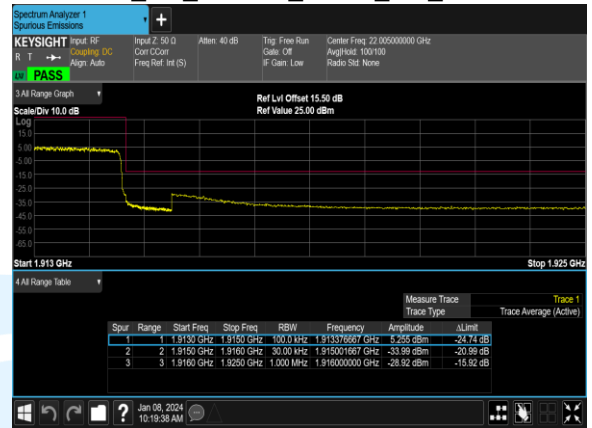 Spectrum Analyzer 1
Spurious Emissions
+
KEYSIGHT Input: RF Input Z: 50 Ω Atten: 40 dB Trig: Free Run Center Freq: 22.005000000 GHz
R T Coupling: DC Corr CCorr Gate: Off Avg|Hold: 100/100
Align: Auto Freq Ref: Int (S) IF Gain: Low Radio Std: None
PASS
3 All Range Graph
Ref Lvl Offset 15.50 dB
Scale/Div 10.0 dB Ref Value 25.00 dBm
Log
15.0
5.00
-5.00
-15.0
-25.0
-35.0
-45.0
-55.0
-65.0
Start 1.913 GHz Stop 1.925 GHz
4 All Range Table
Measure Trace Trace 1
Trace Type Trace Average (Active)
Spur Range Start Freq Stop Freq RBW Frequency Amplitude ΔLimit
1 1 1.9130 GHz 1.9150 GHz 100.0 kHz 1.913376667 GHz 5.255 dBm -24.74 dB
2 2 1.9150 GHz 1.9160 GHz 30.00 kHz 1.915001667 GHz -33.99 dBm -20.99 dB
3 3 1.9160 GHz 1.9250 GHz 1.000 MHz 1.916000000 GHz -28.92 dBm -15.92 dB
? Jan 08, 2024
10:19:38 AM